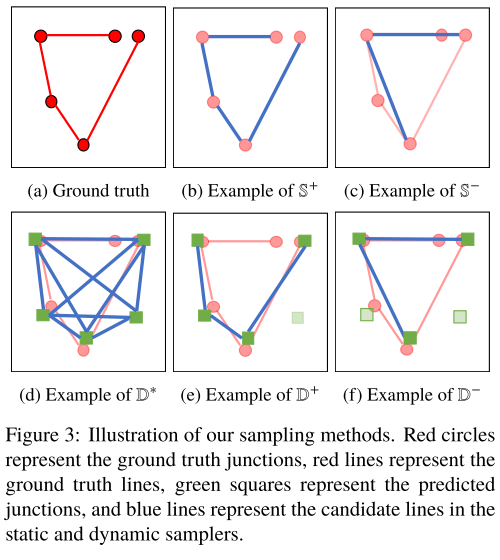 (a) Ground truth
(b) Example of 𝕊⁺
(c) Example of 𝕊⁻
(d) Example of 𝔻*
(e) Example of 𝔻⁺
(f) Example of 𝔻⁻
Figure 3: Illustration of our sampling methods. Red circles
represent the ground truth junctions, red lines represent the
ground truth lines, green squares represent the predicted
junctions, and blue lines represent the candidate lines in the
static and dynamic samplers.